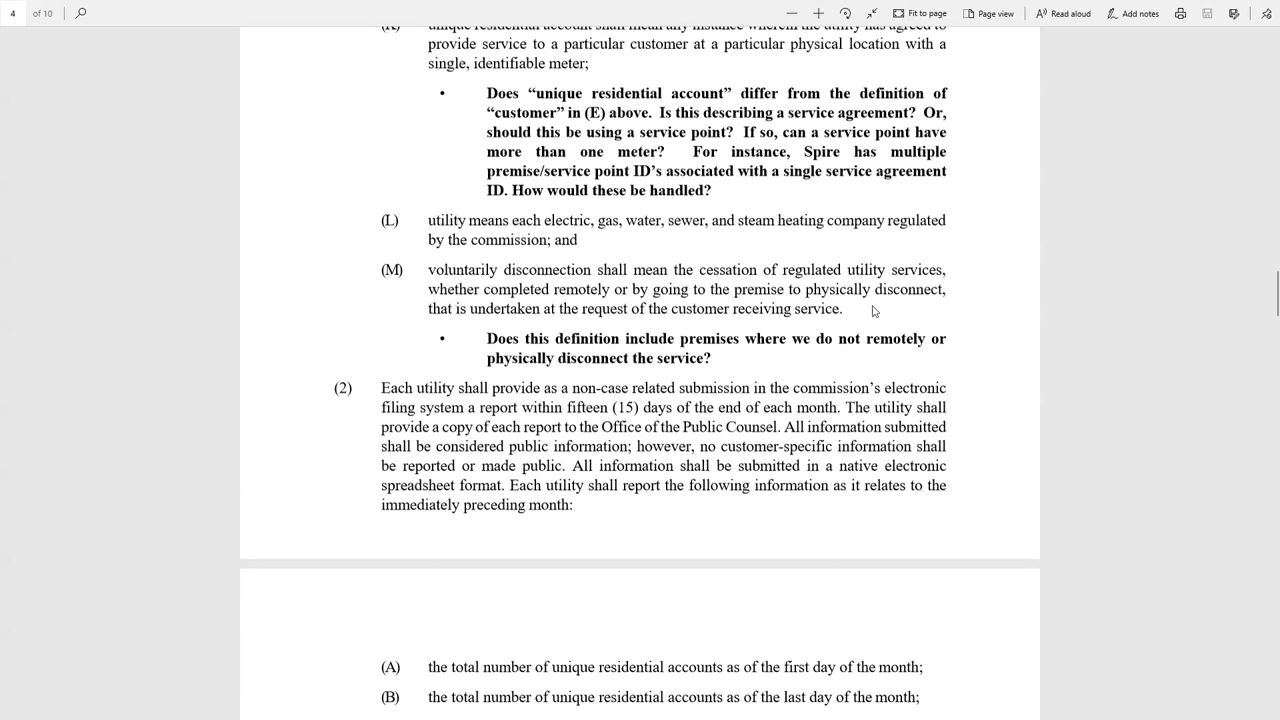 4 of 10 Fit to page Page view Read aloud Add notes
(K) unique residential account shall mean any instance wherein the utility has agreed to
provide service to a particular customer at a particular physical location with a
single, identifiable meter;
• Does “unique residential account” differ from the definition of
“customer” in (E) above. Is this describing a service agreement? Or,
should this be using a service point? If so, can a service point have
more than one meter? For instance, Spire has multiple
premise/service point ID’s associated with a single service agreement
ID. How would these be handled?
(L) utility means each electric, gas, water, sewer, and steam heating company regulated
by the commission; and
(M) voluntarily disconnection shall mean the cessation of regulated utility services,
whether completed remotely or by going to the premise to physically disconnect,
that is undertaken at the request of the customer receiving service.
• Does this definition include premises where we do not remotely or
physically disconnect the service?
(2) Each utility shall provide as a non-case related submission in the commission’s electronic
filing system a report within fifteen (15) days of the end of each month. The utility shall
provide a copy of each report to the Office of the Public Counsel. All information submitted
shall be considered public information; however, no customer-specific information shall
be reported or made public. All information shall be submitted in a native electronic
spreadsheet format. Each utility shall report the following information as it relates to the
immediately preceding month:
(A) the total number of unique residential accounts as of the first day of the month;
(B) the total number of unique residential accounts as of the last day of the month;